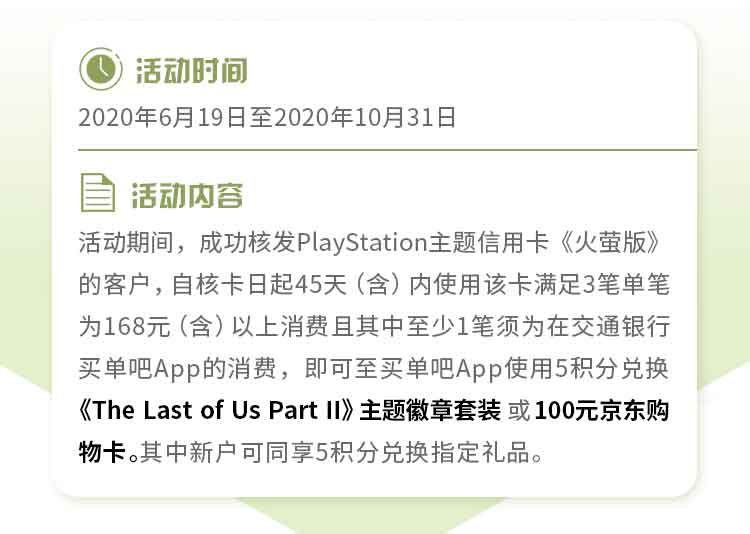 活动时间
2020年6月19日至2020年10月31日
活动内容
活动期间，成功核发PlayStation主题信用卡《火萤版》
的客户，自核卡日起45天（含）内使用该卡满足3笔单笔
为168元（含）以上消费且其中至少1笔须为在交通银行
买单吧App的消费，即可至买单吧App使用5积分兑换
《The Last of Us Part II》主题徽章套装 或100元京东购
物卡。其中新户可同享5积分兑换指定礼品。